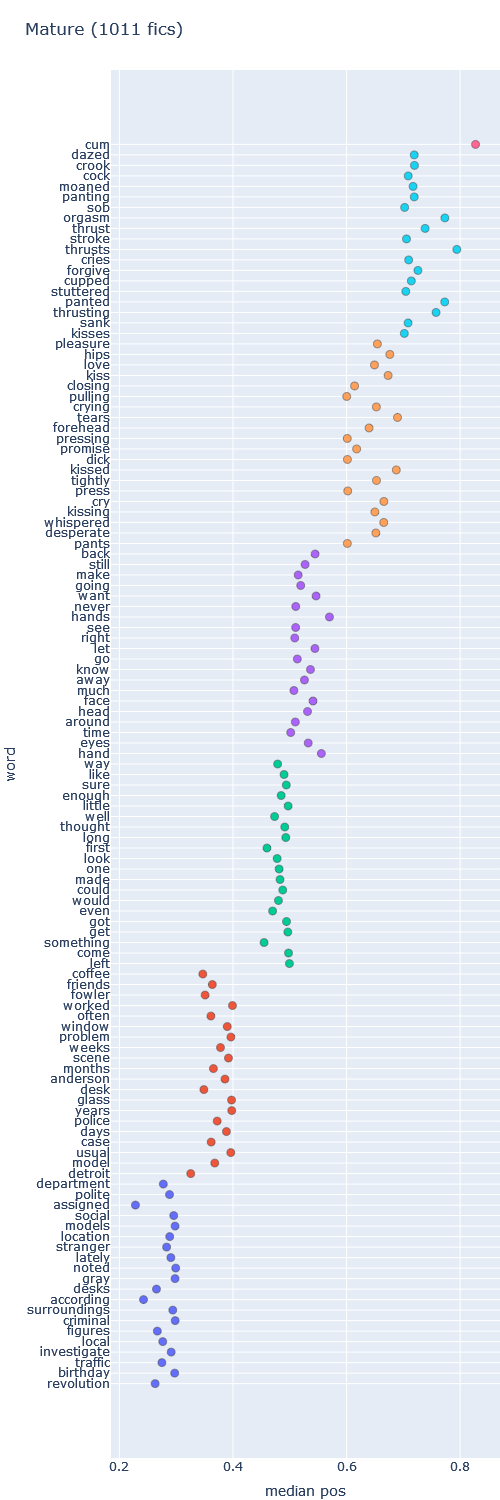 Mature (1011 fics)
cum
dazed
crook
cock
moaned
panting
sob
orgasm
thrust
stroke
thrusts
cries
forgive
cupped
stuttered
panted
thrusting
sank
kisses
pleasure
hips
love
kiss
closing
pulling
crying
tears
forehead
pressing
promise
dick
kissed
tightly
press
cry
kissing
whispered
desperate
pants
back
still
make
going
want
never
hands
see
right
let
go
know
away
much
face
head
around
time
eyes
hand
way
like
sure
enough
little
well
thought
long
first
look
one
made
could
would
even
got
get
something
come
left
coffee
friends
fowler
worked
often
window
problem
weeks
scene
months
anderson
desk
glass
years
police
days
case
usual
model
detroit
department
polite
assigned
social
models
location
stranger
lately
noted
gray
desks
according
surroundings
criminal
figures
local
investigate
traffic
birthday
revolution
word
0.2 0.4 0.6 0.8
median pos